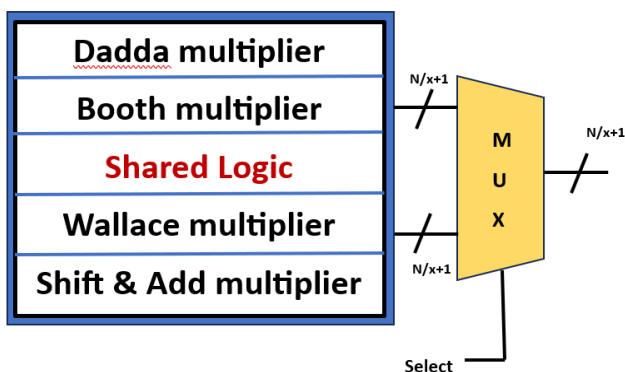 Dadda multiplier
Booth multiplier
Shared Logic
Wallace multiplier
Shift & Add multiplier
N/x+1
N/x+1
M
U
X
N/x+1
Select